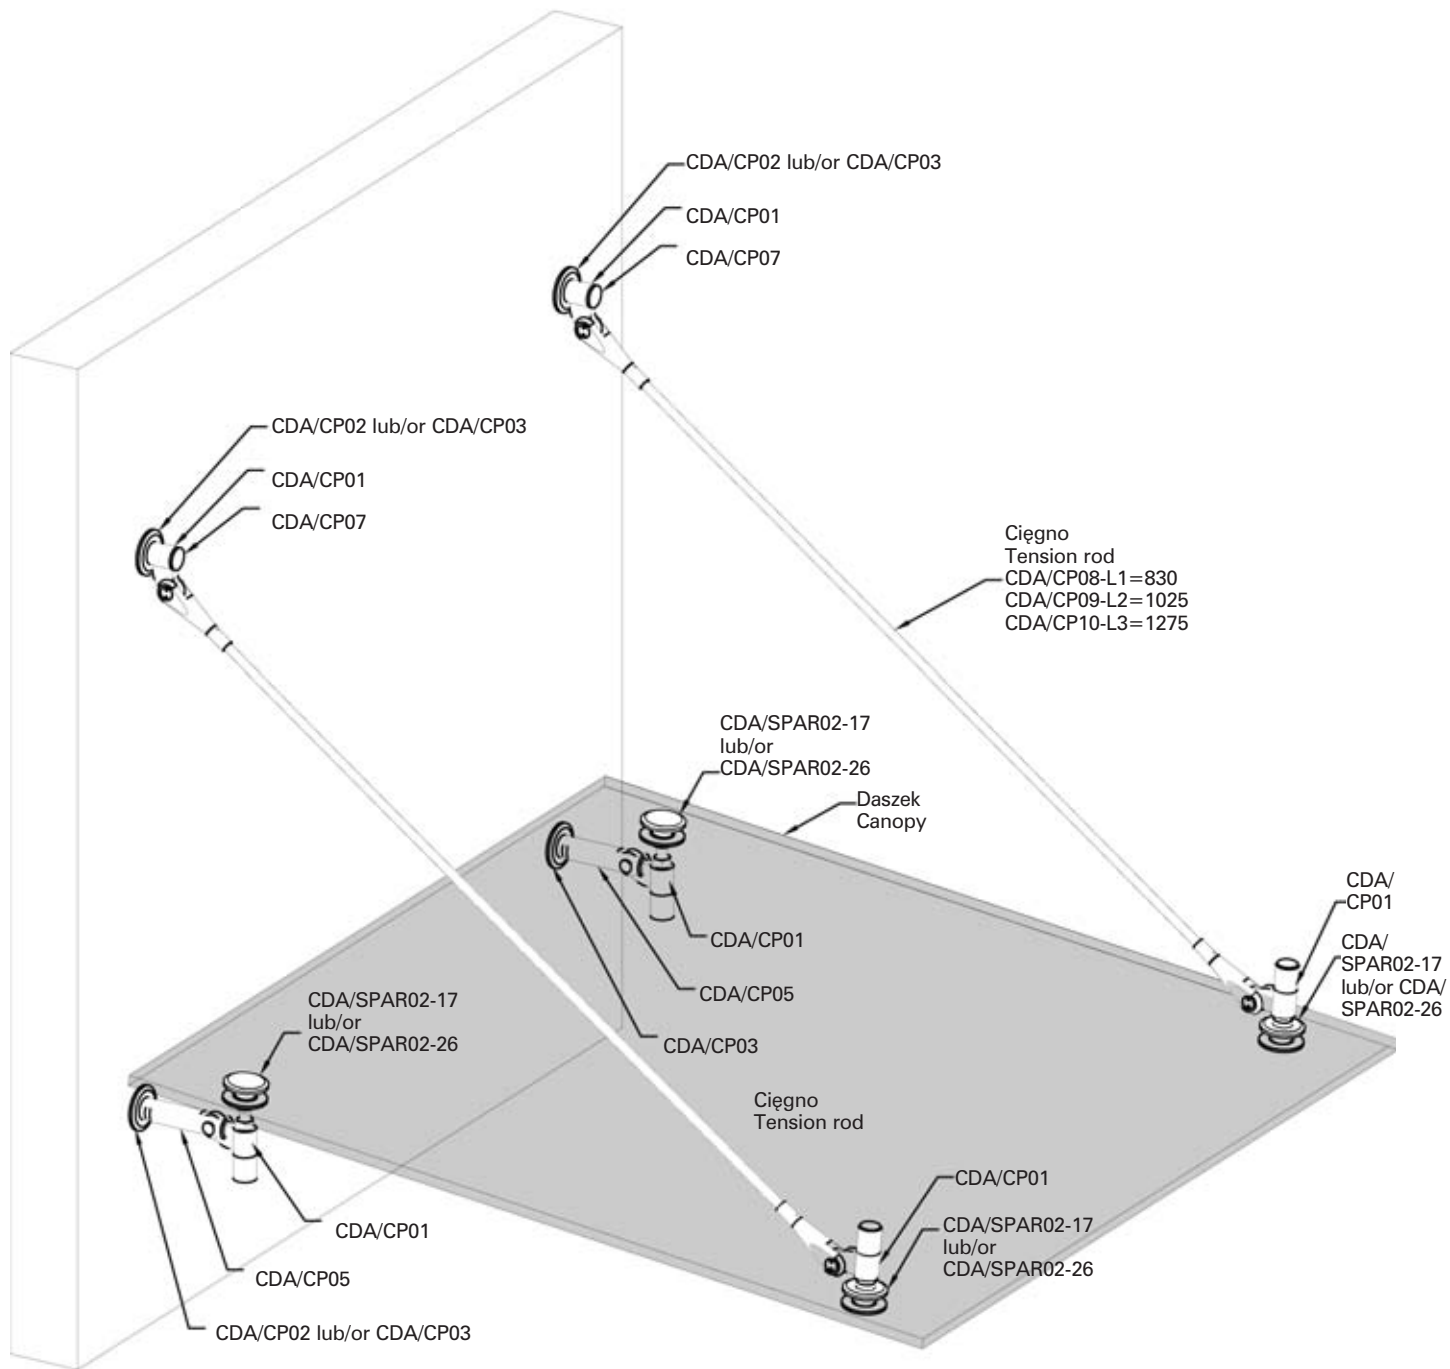 CDA/CP02 lub/or CDA/CP03
CDA/CP01
CDA/CP07
CDA/CP02 lub/or CDA/CP03
CDA/CP01
CDA/CP07
Cięgno
Tension rod
CDA/CP08-L1=830
CDA/CP09-L2=1025
CDA/CP10-L3=1275
CDA/SPAR02-17
lub/or
CDA/SPAR02-26
Daszek
Canopy
CDA/
CP01
CDA/
SPAR02-17
lub/or CDA/
SPAR02-26
CDA/CP01
CDA/CP05
CDA/CP03
CDA/SPAR02-17
lub/or
CDA/SPAR02-26
Cięgno
Tension rod
CDA/CP01
CDA/SPAR02-17
lub/or
CDA/SPAR02-26
CDA/CP01
CDA/CP05
CDA/CP02 lub/or CDA/CP03